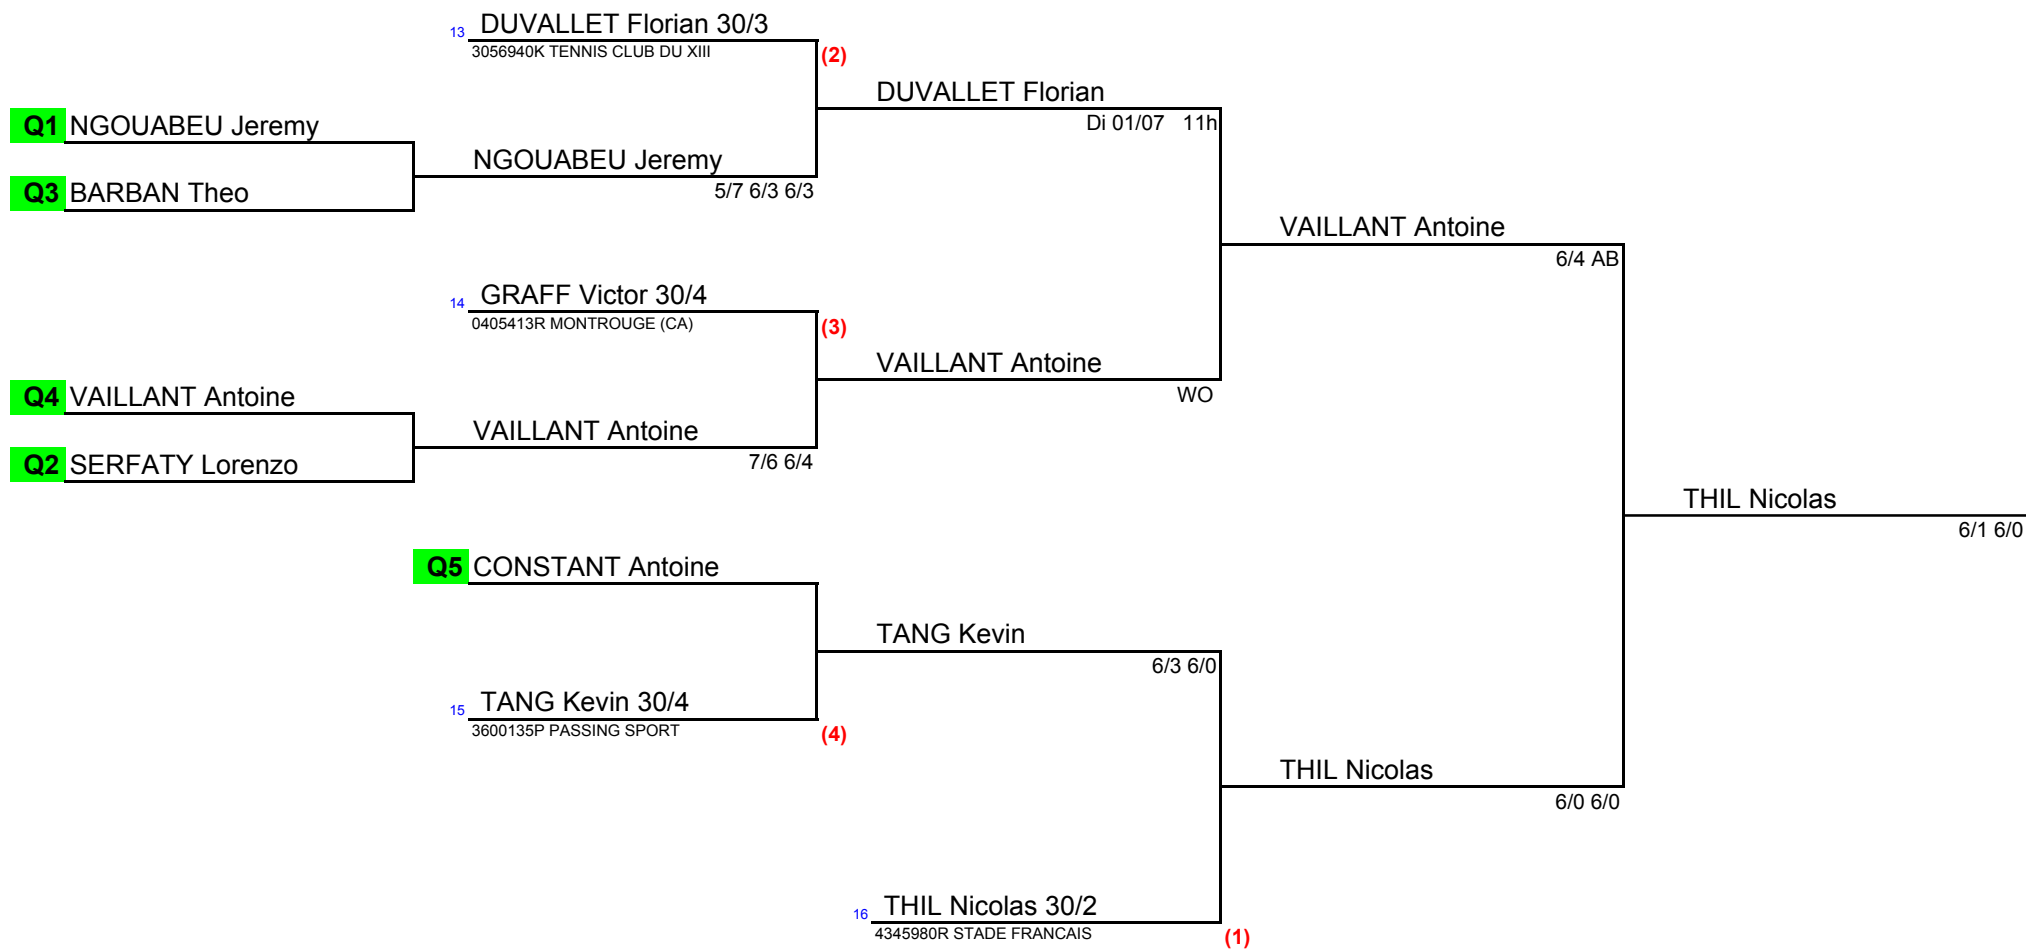 13 DUVALLET Florian 30/3
3056940K TENNIS CLUB DU XIII
(2)
DUVALLET Florian
Di 01/07 11h
Q1 NGOUABEU Jeremy
NGOUABEU Jeremy
5/7 6/3 6/3
Q3 BARBAN Theo
VAILLANT Antoine
6/4 AB
14 GRAFF Victor 30/4
0405413R MONTROUGE (CA)
(3)
VAILLANT Antoine
WO
Q4 VAILLANT Antoine
VAILLANT Antoine
7/6 6/4
Q2 SERFATY Lorenzo
THIL Nicolas
6/1 6/0
Q5 CONSTANT Antoine
TANG Kevin
6/3 6/0
15 TANG Kevin 30/4
3600135P PASSING SPORT
(4)
THIL Nicolas
6/0 6/0
16 THIL Nicolas 30/2
4345980R STADE FRANCAIS
(1)